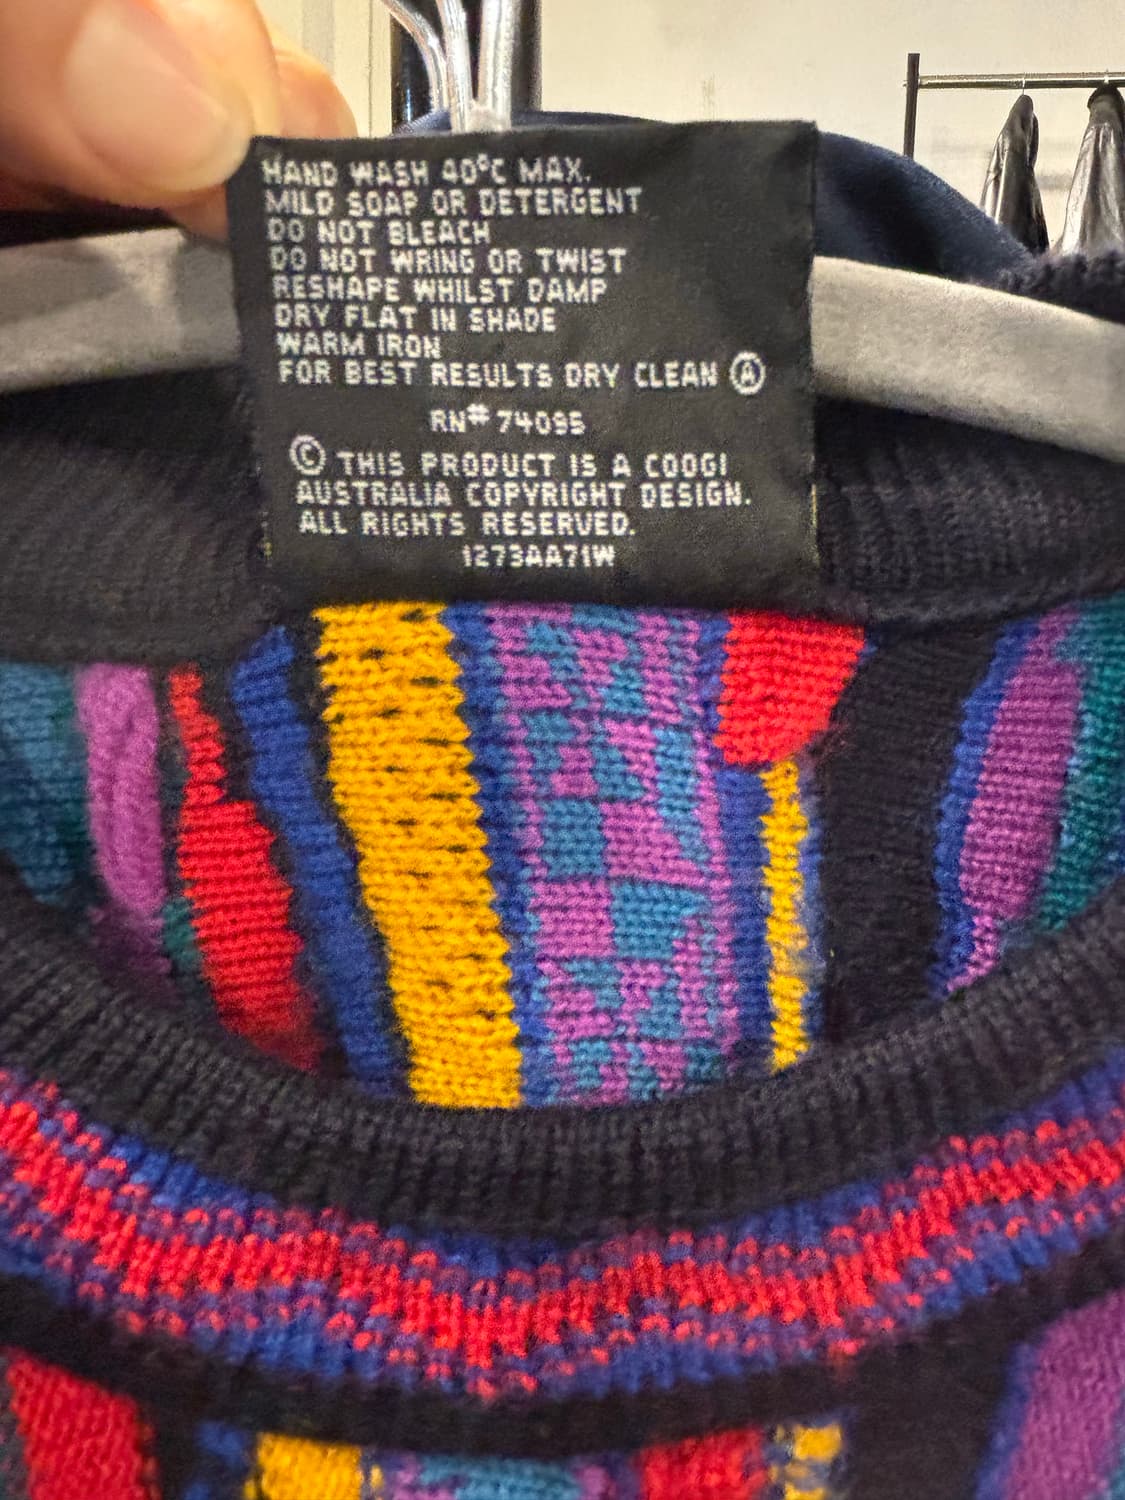 HAND WASH 40°C MAX.
MILD SOAP OR DETERGENT
DO NOT BLEACH
DO NOT WRING OR TWIST
RESHAPE WHILST DAMP
DRY FLAT IN SHADE
WARM IRON
FOR BEST RESULTS DRY CLEAN Ⓐ
RN# 74095
© THIS PRODUCT IS A COOGI
AUSTRALIA COPYRIGHT DESIGN.
ALL RIGHTS RESERVED.
1273AA71W